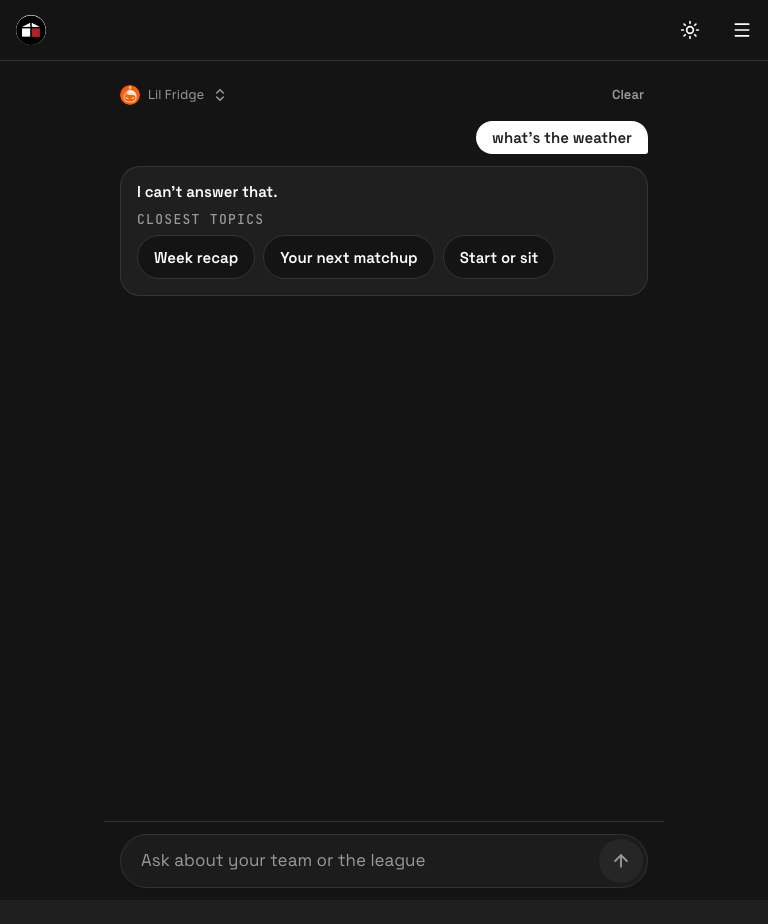 Lil Fridge
Clear
what's the weather
I can't answer that.
CLOSEST TOPICS
Week recap
Your next matchup
Start or sit
Ask about your team or the league